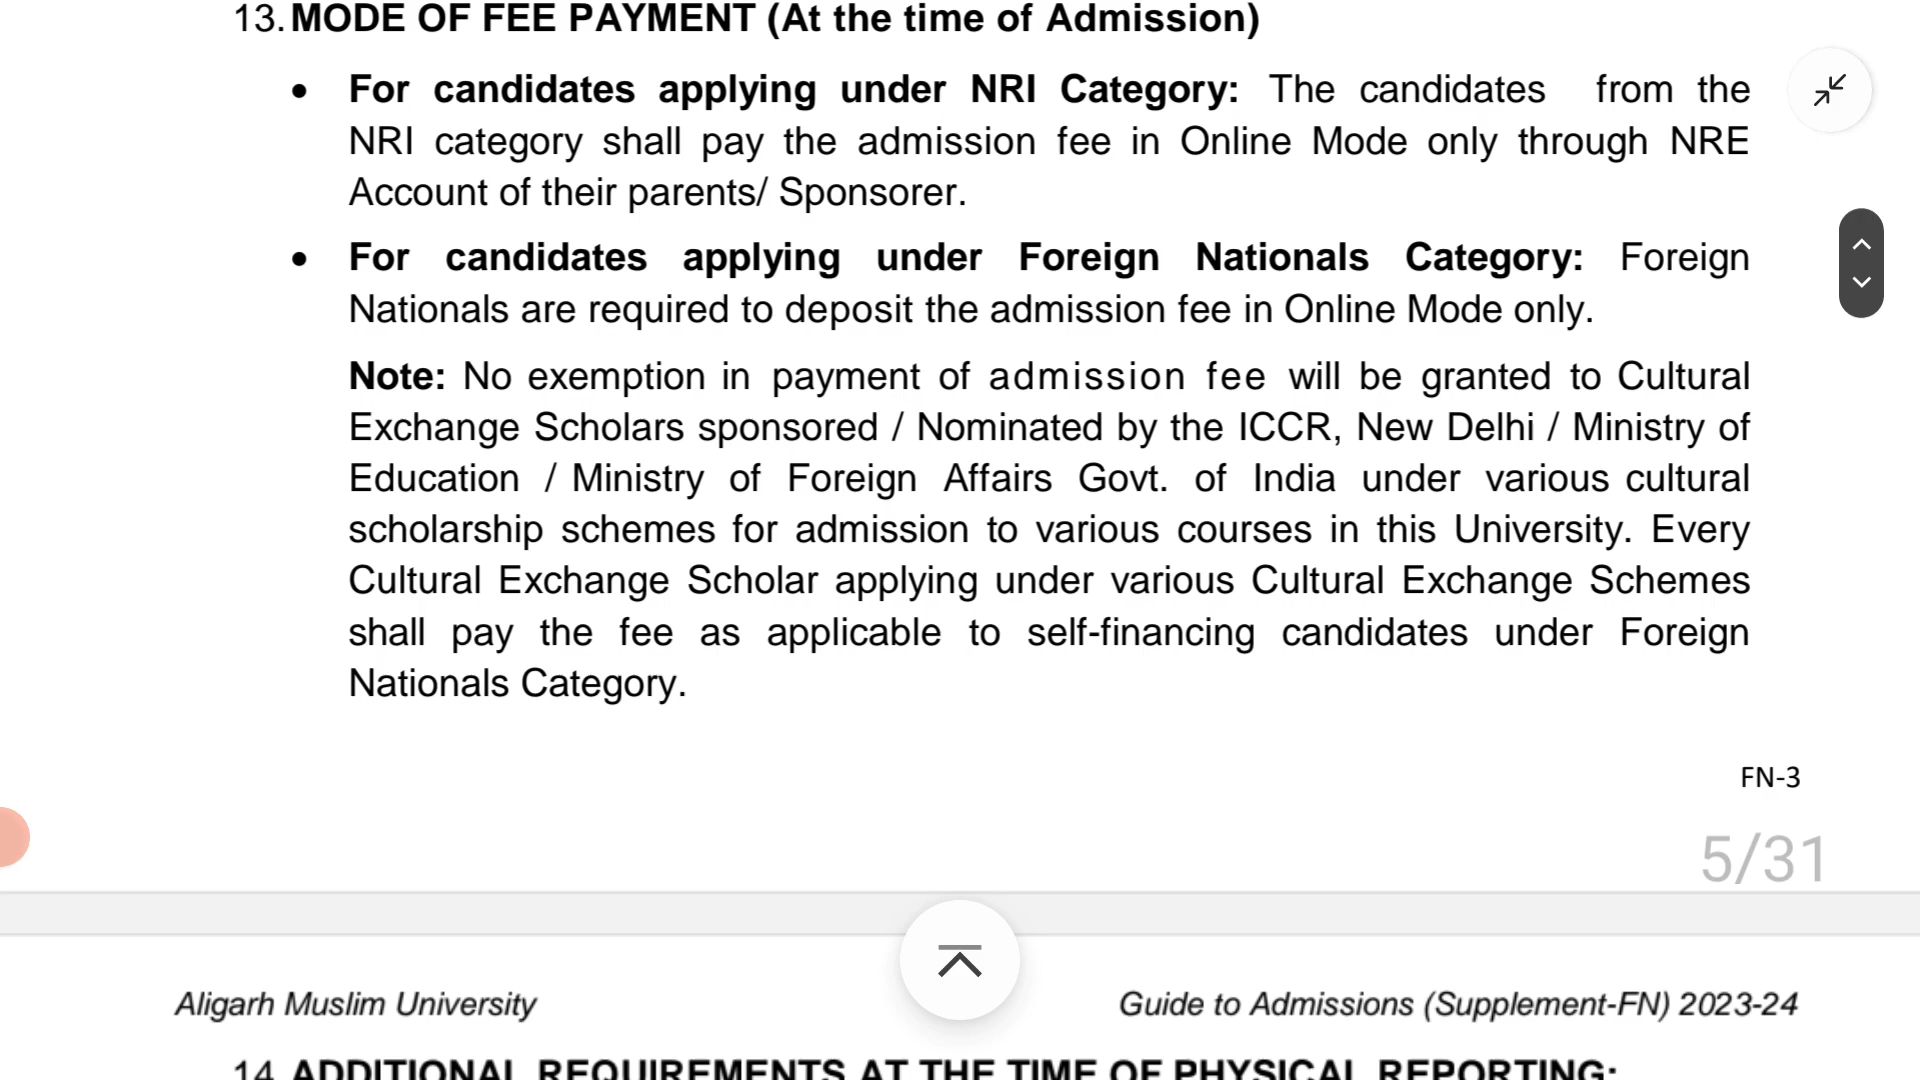 13. MODE OF FEE PAYMENT (At the time of Admission)
• For candidates applying under NRI Category: The candidates from the
NRI category shall pay the admission fee in Online Mode only through NRE
Account of their parents/ Sponsorer.
• For candidates applying under Foreign Nationals Category: Foreign
Nationals are required to deposit the admission fee in Online Mode only.
Note: No exemption in payment of admission fee will be granted to Cultural
Exchange Scholars sponsored / Nominated by the ICCR, New Delhi / Ministry of
Education / Ministry of Foreign Affairs Govt. of India under various cultural
scholarship schemes for admission to various courses in this University. Every
Cultural Exchange Scholar applying under various Cultural Exchange Schemes
shall pay the fee as applicable to self-financing candidates under Foreign
Nationals Category.
FN-3
5/31
Aligarh Muslim University Guide to Admissions (Supplement-FN) 2023-24
14. ADDITIONAL REQUIREMENTS AT THE TIME OF PHYSICAL REPORTING: